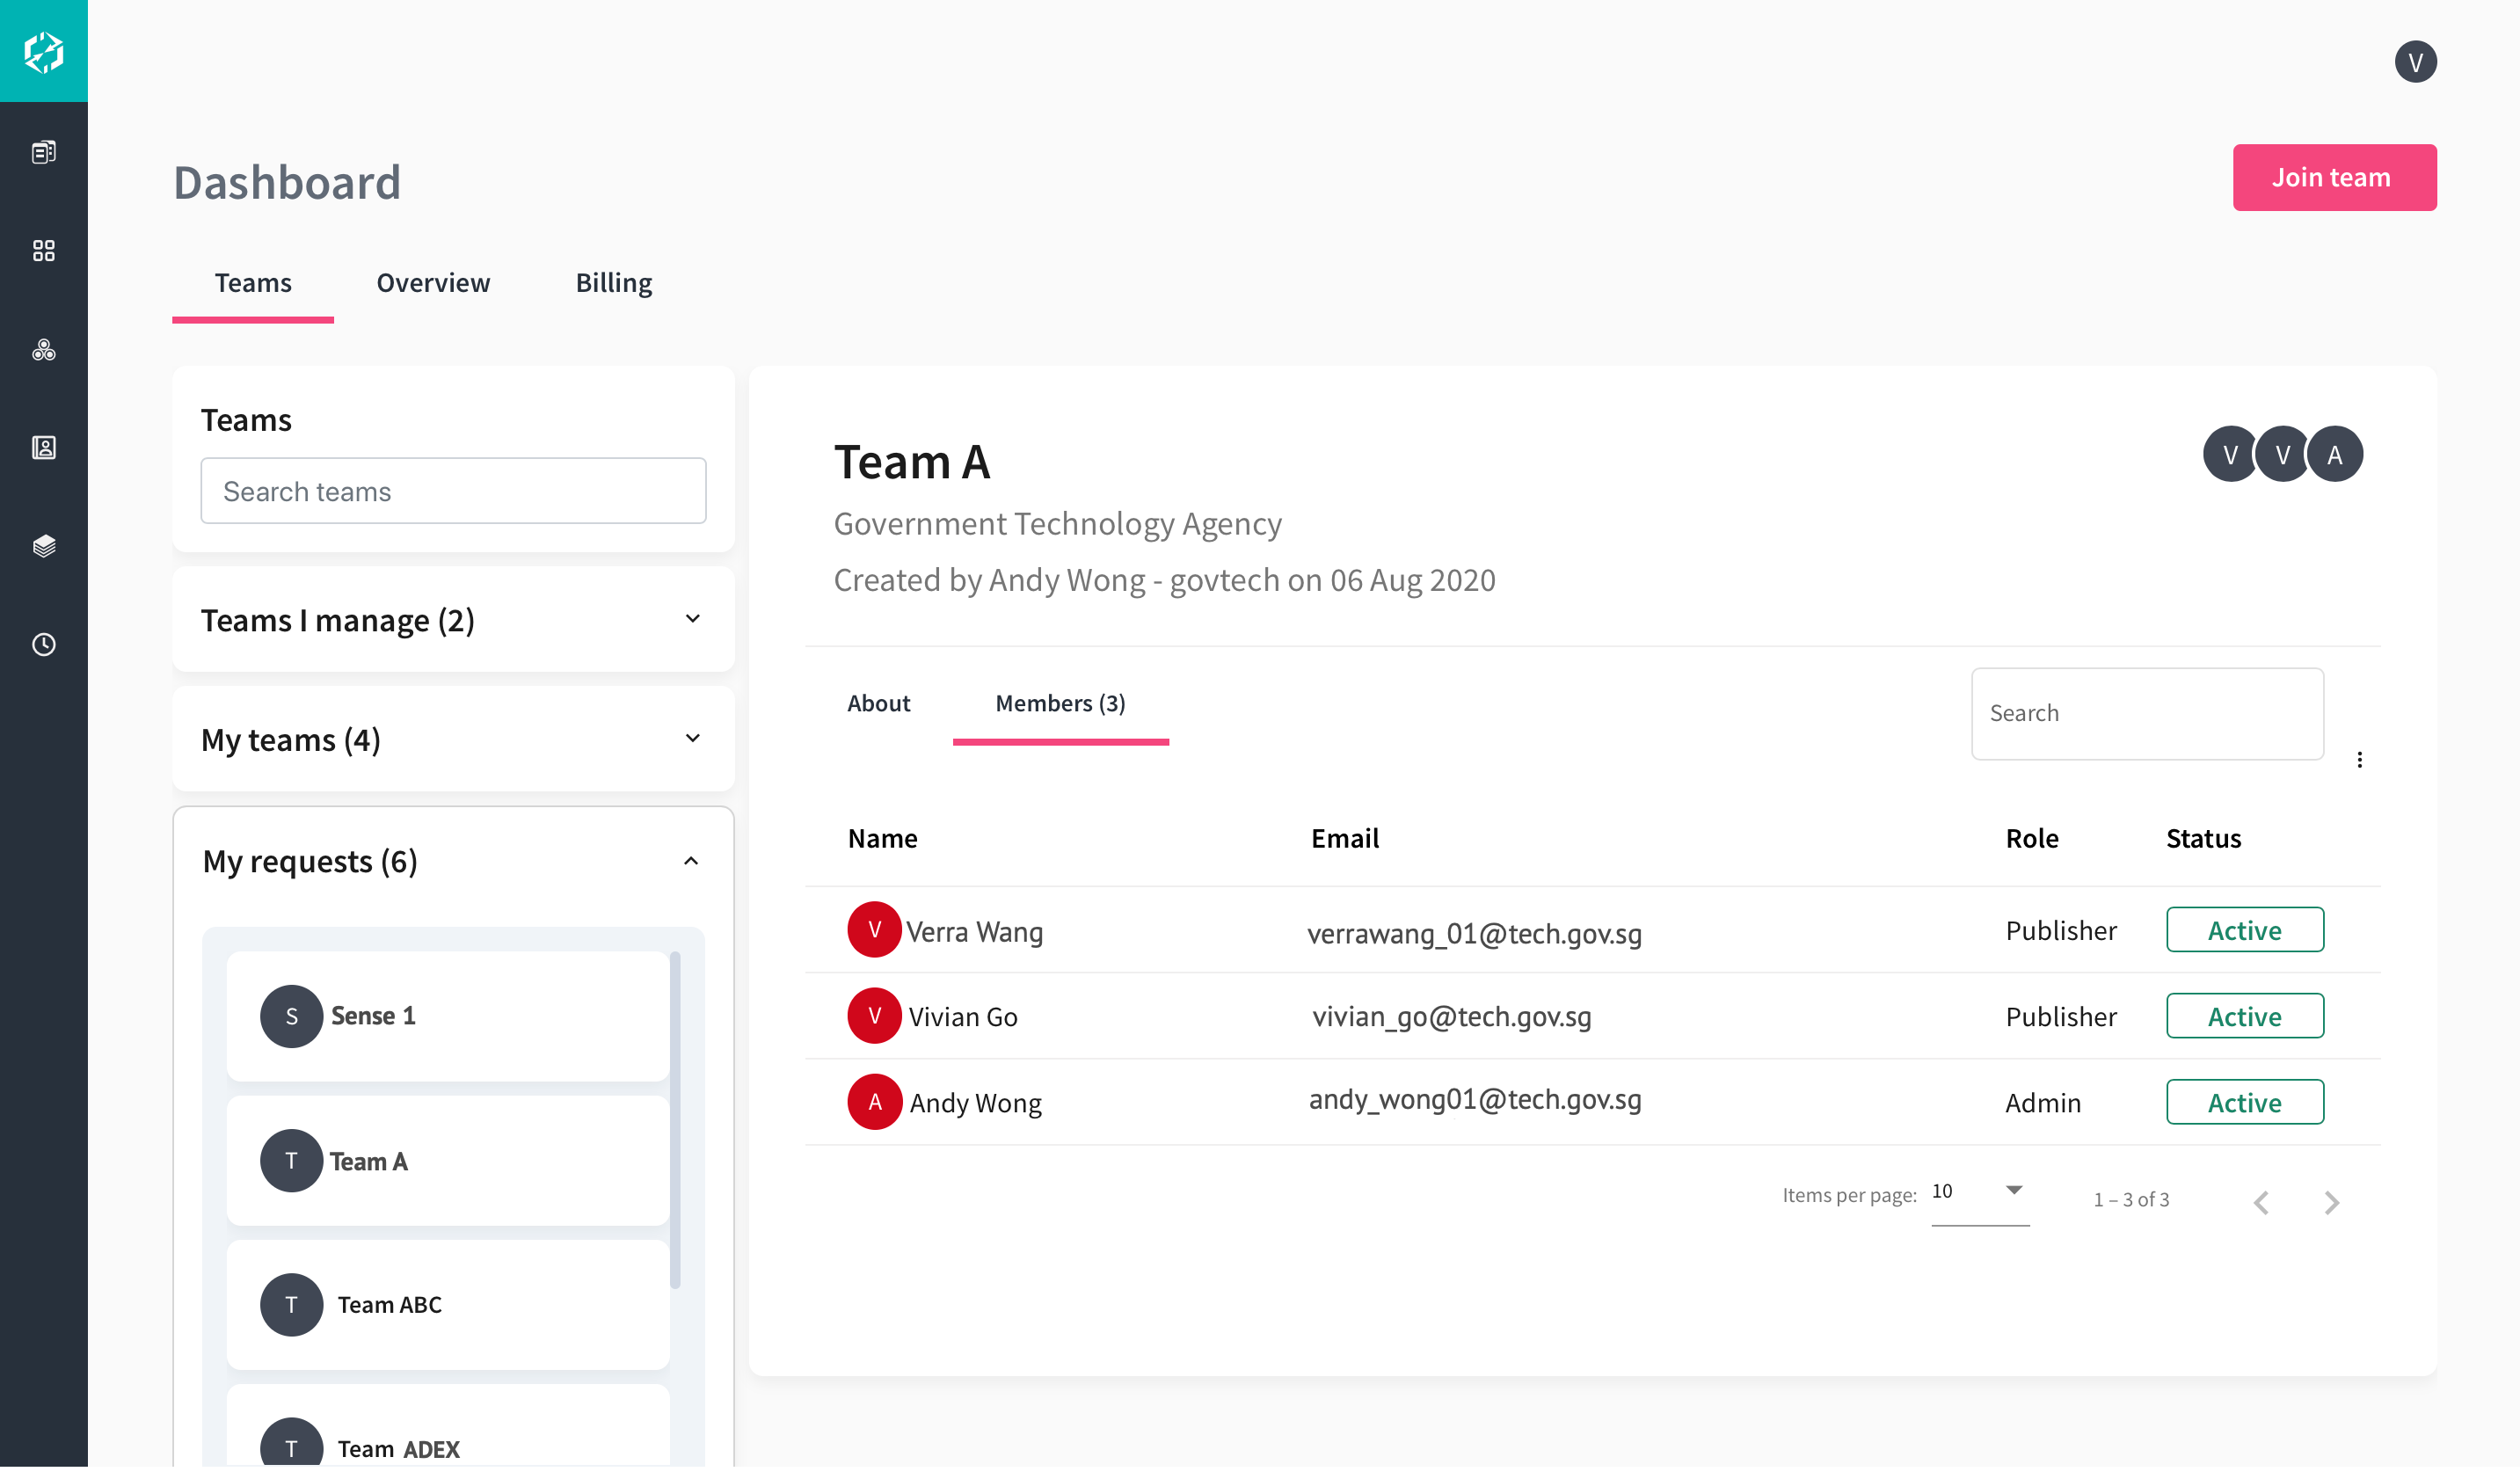 V
Dashboard
Join team
Teams Overview Billing
Teams
Search teams
Teams I manage (2)
My teams (4)
My requests (6)
S Sense 1
T Team A
T Team ABC
T Team ADEX
Team A
V V A
Government Technology Agency
Created by Andy Wong - govtech on 06 Aug 2020
About Members (3)
Search
Name Email Role Status
V Verra Wang verrawang_01@tech.gov.sg Publisher Active
V Vivian Go vivian_go@tech.gov.sg Publisher Active
A Andy Wong andy_wong01@tech.gov.sg Admin Active
Items per page: 10 1 – 3 of 3